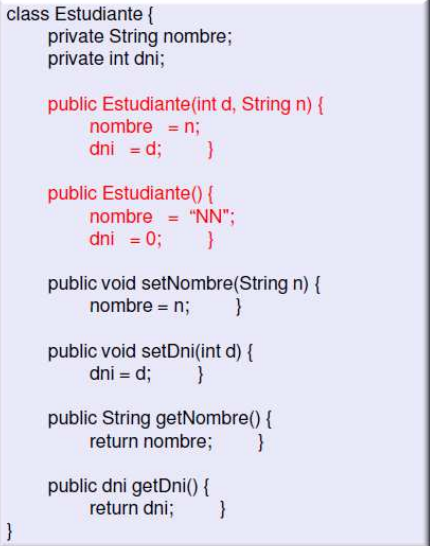 class Estudiante {
private String nombre;
private int dni;
public Estudiante(int d, String n) {
nombre = n;
dni = d; }
public Estudiante() {
nombre = “NN";
dni = 0; }
public void setNombre(String n) {
nombre = n; }
public void setDni(int d) {
dni = d; }
public String getNombre() {
return nombre; }
public dni getDni() {
return dni; }
}